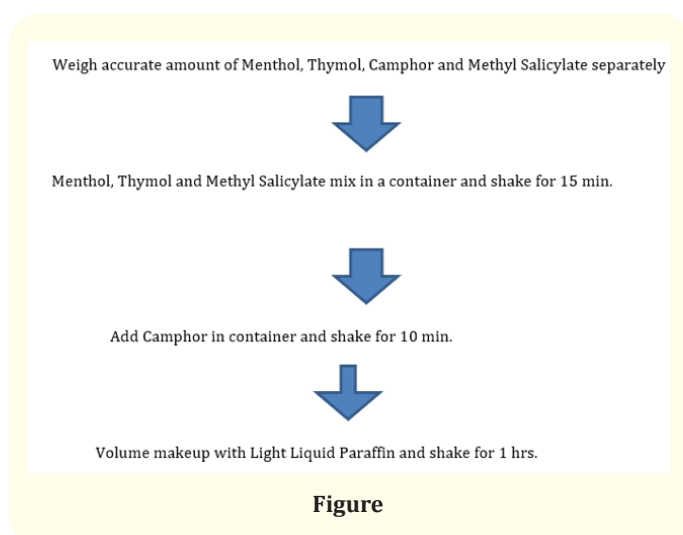 Weigh accurate amount of Menthol, Thymol, Camphor and Methyl Salicylate separately
Menthol, Thymol and Methyl Salicylate mix in a container and shake for 15 min.
Add Camphor in container and shake for 10 min.
Volume makeup with Light Liquid Paraffin and shake for 1 hrs.
Figure